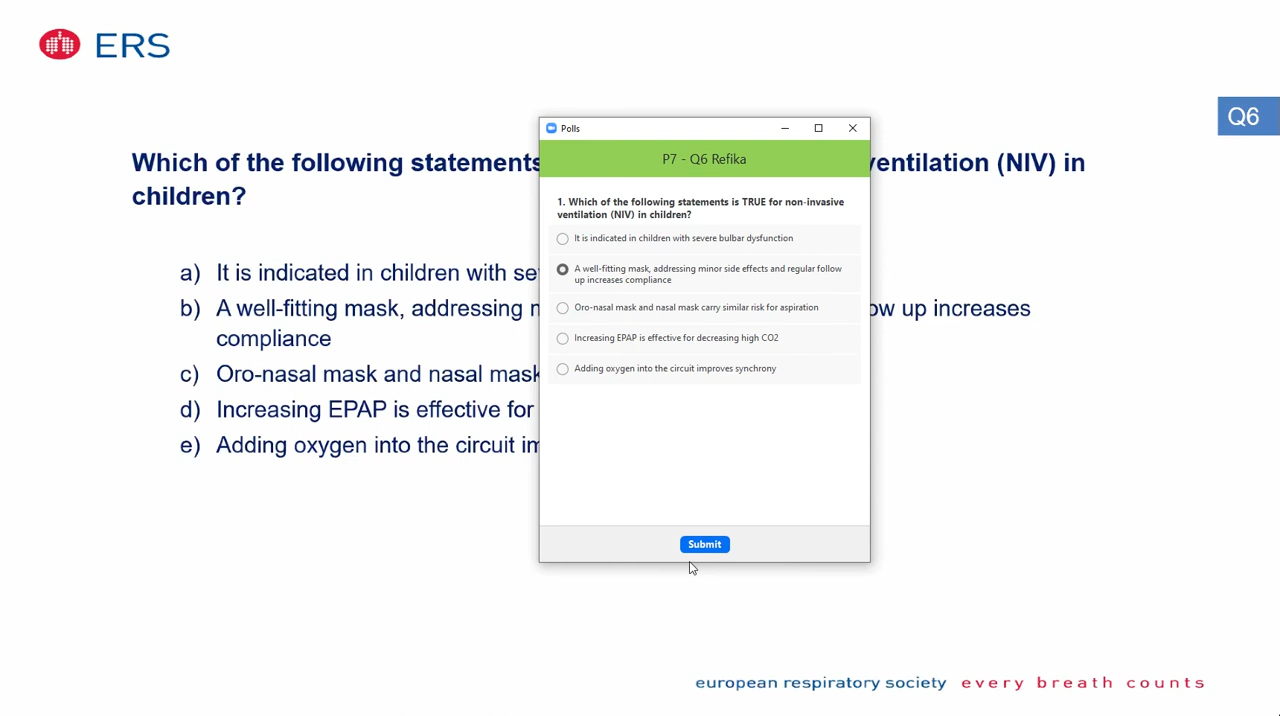 ERS
Q6
Which of the following statements
entilation (NIV) in
children?
a) It is indicated in children with se
b) A well-fitting mask, addressing m
ow up increases
compliance
c) Oro-nasal mask and nasal mask
d) Increasing EPAP is effective for
e) Adding oxygen into the circuit im
Polls
P7 - Q6 Refika
1. Which of the following statements is TRUE for non-invasive
ventilation (NIV) in children?
It is indicated in children with severe bulbar dysfunction
A well-fitting mask, addressing minor side effects and regular follow
up increases compliance
Oro-nasal mask and nasal mask carry similar risk for aspiration
Increasing EPAP is effective for decreasing high CO2
Adding oxygen into the circuit improves synchrony
Submit
european respiratory society every breath counts